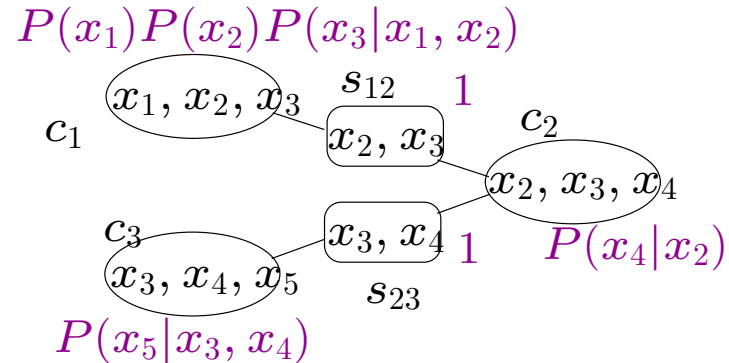 P(x₁)P(x₂)P(x₃|x₁, x₂)
x₁, x₂, x₃
s₁₂
1
c₁
x₂, x₃
c₂
x₂, x₃, x₄
c₃
x₃, x₄
1
P(x₄|x₂)
x₃, x₄, x₅
s₂₃
P(x₅|x₃, x₄)